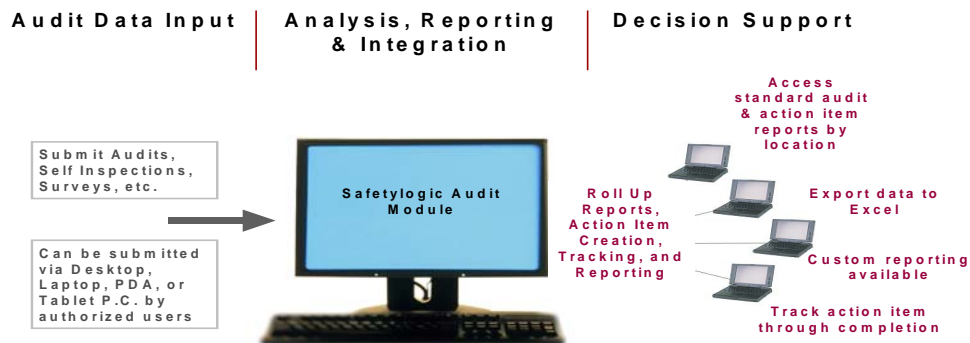 Audit Data Input
Analysis, Reporting
& Integration
Decision Support
Submit Audits,
Self Inspections,
Surveys, etc.
Can be submitted
via Desktop,
Laptop, PDA, or
Tablet P.C. by
authorized users
Safetylogic Audit
Module
Roll Up
Reports,
Action Item
Creation,
Tracking, and
Reporting
Access
standard audit
& action item
reports by
location
Export data to
Excel
Custom reporting
available
Track action item
through completion